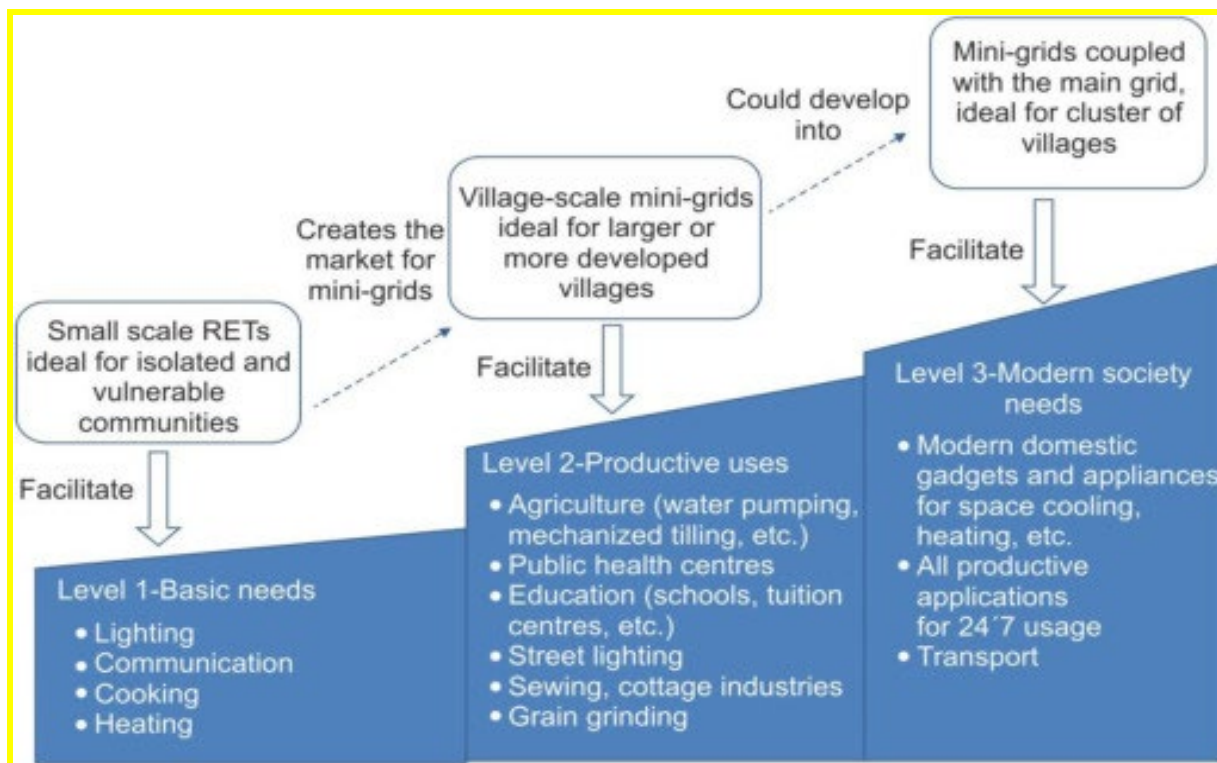 Mini-grids coupled
with the main grid,
ideal for cluster of
villages
Could develop
into
Village-scale mini-grids
ideal for larger or
more developed
villages
Creates the
market for
mini-grids
Facilitate
Small scale RETs
ideal for isolated and
vulnerable
communities
Facilitate
Facilitate
Level 1-Basic needs
• Lighting
• Communication
• Cooking
• Heating
Level 2-Productive uses
• Agriculture (water pumping,
mechanized tilling, etc.)
• Public health centres
• Education (schools, tuition
centres, etc.)
• Street lighting
• Sewing, cottage industries
• Grain grinding
Level 3-Modern society
needs
• Modern domestic
gadgets and appliances
for space cooling,
heating, etc.
• All productive
applications
for 24´7 usage
• Transport